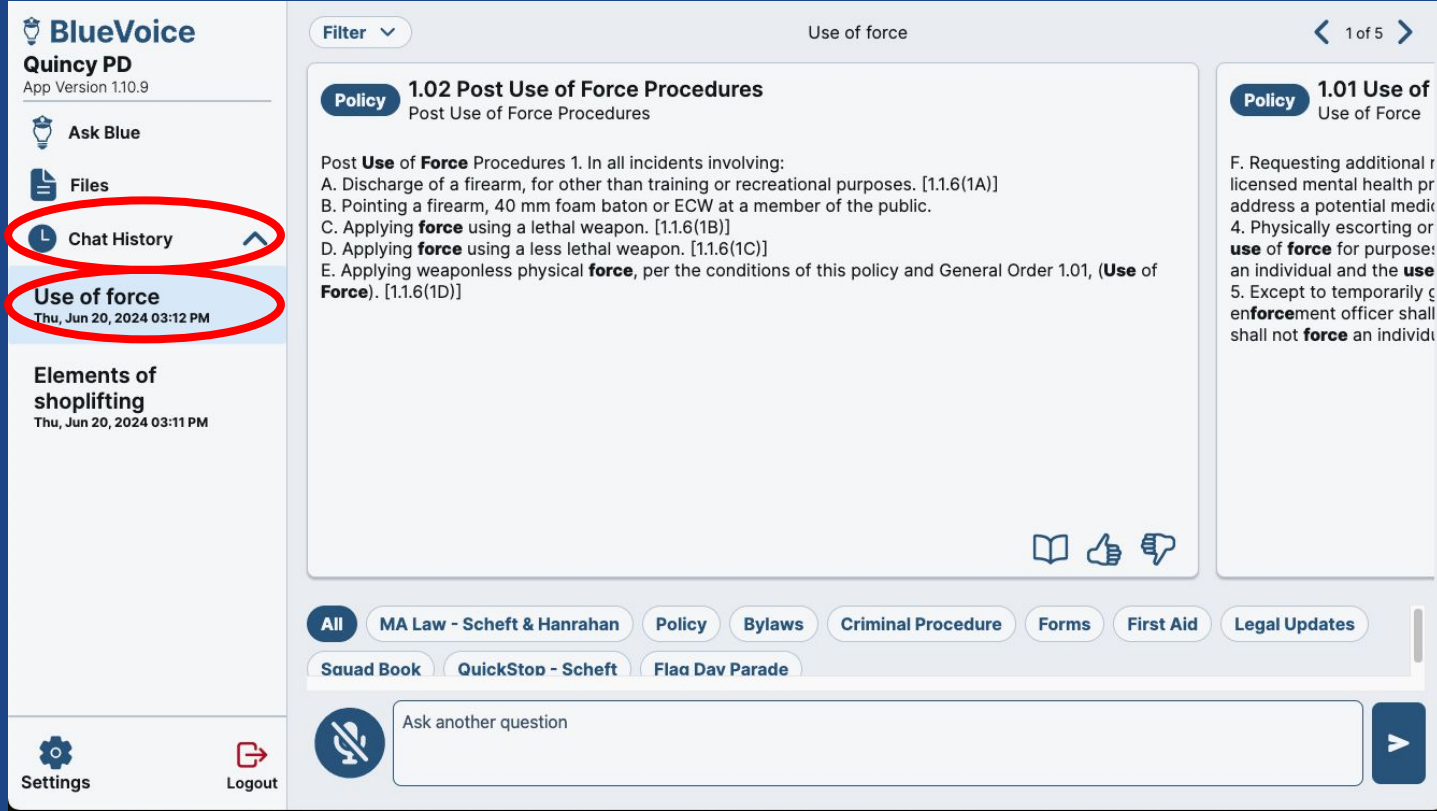 BlueVoice
Quincy PD
App Version 1.10.9
Ask Blue
Files
Chat History
Use of force
Thu, Jun 20, 2024 03:12 PM
Elements of
shoplifting
Thu, Jun 20, 2024 03:11 PM
Settings
Logout
Filter
Use of force
1 of 5
Policy
1.02 Post Use of Force Procedures
Post Use of Force Procedures
Post Use of Force Procedures 1. In all incidents involving:
A. Discharge of a firearm, for other than training or recreational purposes. [1.1.6(1A)]
B. Pointing a firearm, 40 mm foam baton or ECW at a member of the public.
C. Applying force using a lethal weapon. [1.1.6(1B)]
D. Applying force using a less lethal weapon. [1.1.6(1C)]
E. Applying weaponless physical force, per the conditions of this policy and General Order 1.01, (Use of
Force). [1.1.6(1D)]
Policy
1.01 Use of
Use of Force
F. Requesting additional
licensed mental health pr
address a potential medic
4. Physically escorting or
use of force for purposes
an individual and the use
5. Except to temporarily
enforcement officer shall
shall not force an individu
All
MA Law - Scheft & Hanrahan
Policy
Bylaws
Criminal Procedure
Forms
First Aid
Legal Updates
Squad Book
QuickStop - Scheft
Flag Day Parade
Ask another question